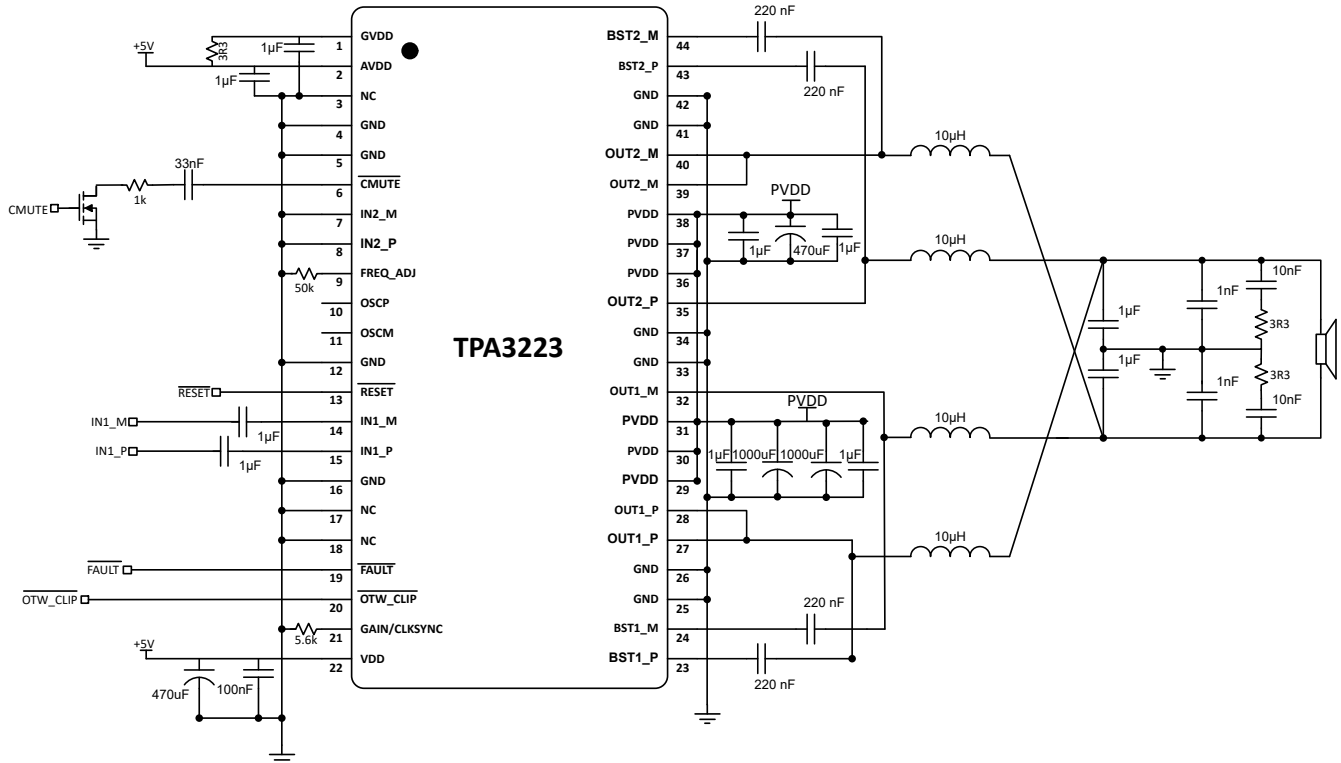 +5V
3R3
1µF
1µF
GVDD
1
AVDD
2
NC
3
GND
4
GND
5
CMUTE
1k
33nF
CMUTE
6
IN2_M
7
IN2_P
8
50k
FREQ_ADJ
9
OSCP
10
OSCM
11
GND
12
RESET
RESET
13
IN1_M
1µF
IN1_M
14
IN1_P
1µF
IN1_P
15
GND
16
NC
17
NC
18
FAULT
FAULT
19
OTW_CLIP
OTW_CLIP
20
5.6k
GAIN/CLKSYNC
21
+5V
VDD
22
470uF
100nF
TPA3223
BST2_M
44
220 nF
BST2_P
43
220 nF
GND
42
GND
41
OUT2_M
40
OUT2_M
39
PVDD
38
PVDD
37
PVDD
36
OUT2_P
35
GND
34
GND
33
OUT1_M
32
PVDD
31
PVDD
30
PVDD
29
OUT1_P
28
OUT1_P
27
GND
26
GND
25
BST1_M
24
220 nF
BST1_P
23
220 nF
PVDD
1µF
470uF
1µF
PVDD
1µF
1000uF
1000uF
1µF
10µH
10µH
10µH
10µH
1µF
1µF
1nF
1nF
10nF
3R3
3R3
10nF